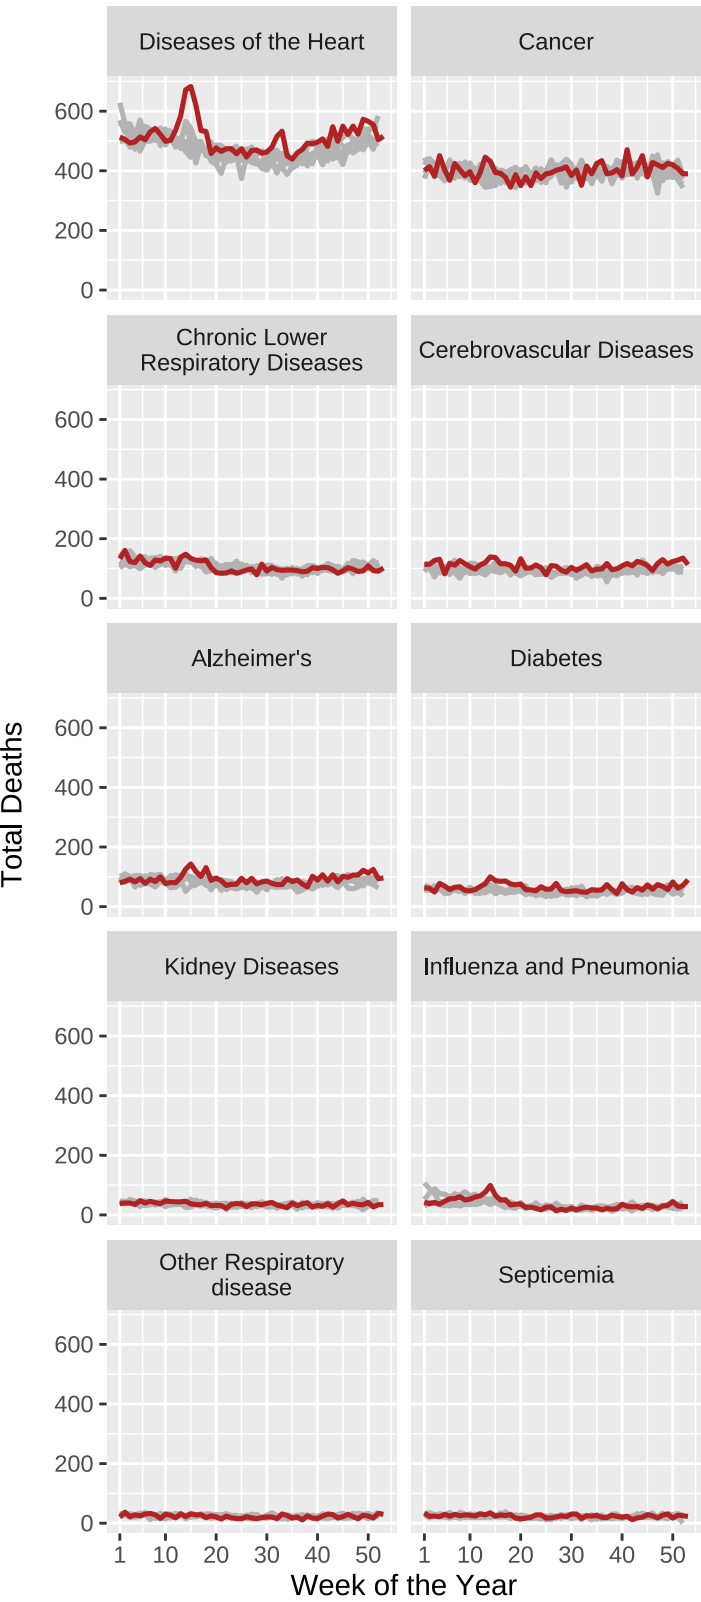 Diseases of the Heart
Cancer
600
400
200
0
Chronic Lower
Respiratory Diseases
Cerebrovascular Diseases
600
400
200
0
Alzheimer's
Diabetes
600
400
200
0
Kidney Diseases
Influenza and Pneumonia
600
400
200
0
Other Respiratory
disease
Septicemia
600
400
200
0
1 10 20 30 40 50
1 10 20 30 40 50
Week of the Year
Total Deaths